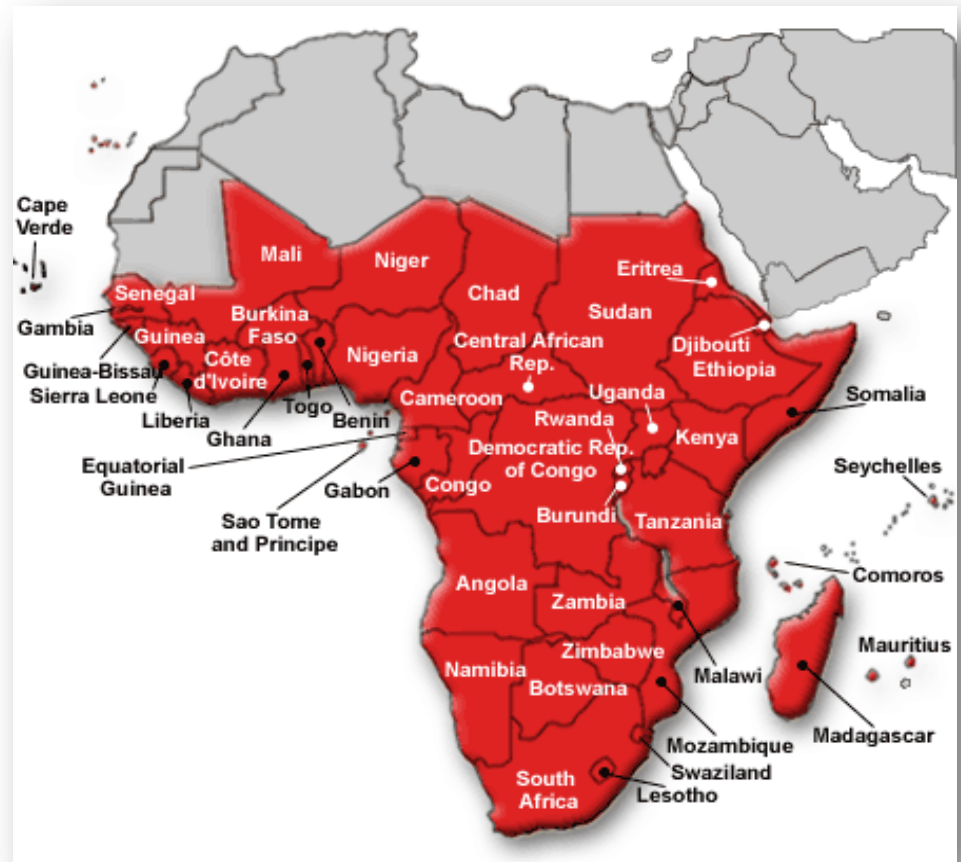 Cape
Verde
Mali
Niger
Chad
Eritrea
Sudan
Senegal
Gambia
Burkina
Faso
Guinea
Nigeria
Central African
Rep.
Djibouti
Ethiopia
Côte
d'Ivoire
Guinea-Bissau
Sierra Leone
Liberia
Ghana
Togo
Benin
Cameroon
Uganda
Somalia
Rwanda
Kenya
Democratic Rep.
of Congo
Equatorial
Guinea
Gabon
Congo
Seychelles
Burundi
Tanzania
Sao Tome
and Principe
Comoros
Angola
Zambia
Mauritius
Zimbabwe
Malawi
Namibia
Botswana
Madagascar
Mozambique
Swaziland
South
Africa
Lesotho